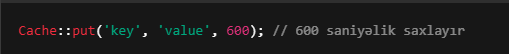 Cache::put('key', 'value', 600); // 600 saniyəlik saxlayır